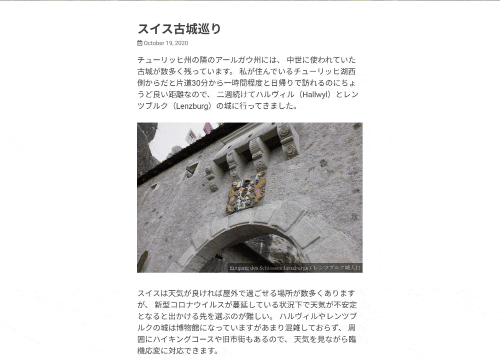 スイス古城巡り
October 19, 2020
チューリッヒ州の隣のアールガウ州には、 中世に使われていた
古城が数多く残っています。 私が住んでいるチューリッヒ湖西
側からだと片道30分から一時間程度と日帰りで訪れるのにちょ
うど良い距離なので、 二週続けてハルヴィル（Hallwyl）とレン
ツブルク（Lenzburg）の城に行ってきました。
Eingang des Schlosses Lenzburgs / レンツブルク城入口
スイスは天気が良ければ屋外で過ごせる場所が数多くあります
が、 新型コロナウイルスが蔓延している状況下で天気が不安定
となると出かける先を選ぶのが難しい。 ハルヴィルやレンツブ
ルクの城は博物館になっていますがあまり混雑しておらず、 周
囲にハイキングコースや旧市街もあるので、 天気を見ながら臨
機応変に対応できます。